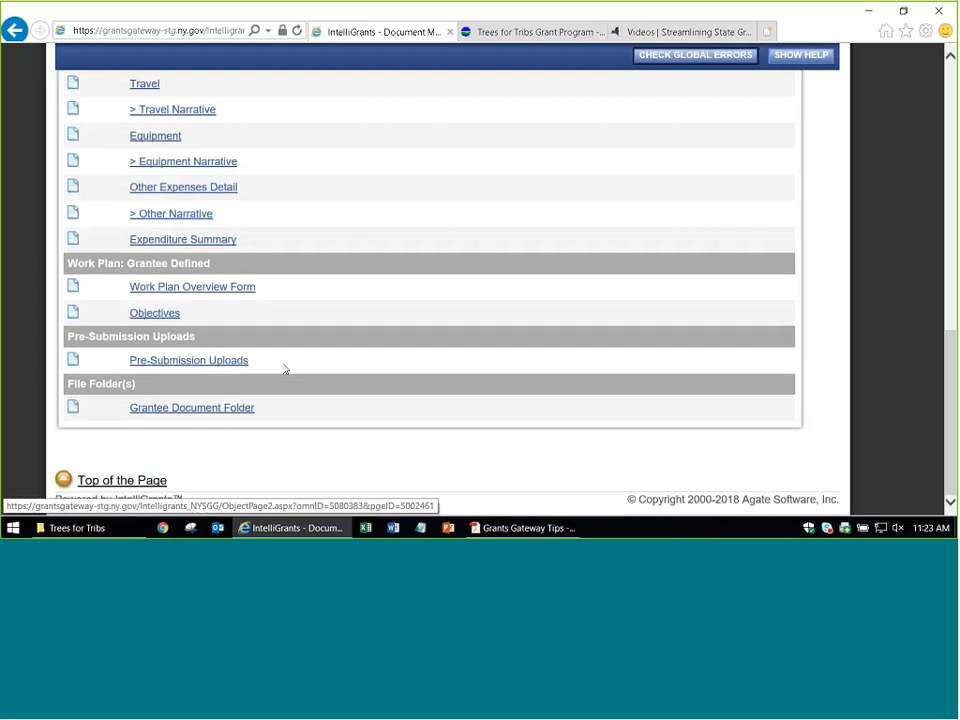 https://grantsgateway-stg.ny.gov/Intelligrar
IntelliGrants - Document M...
Trees for Tribs Grant Program -...
Videos | Streamlining State Gr...
CHECK GLOBAL ERRORS
SHOW HELP
Travel
> Travel Narrative
Equipment
> Equipment Narrative
Other Expenses Detail
> Other Narrative
Expenditure Summary
Work Plan: Grantee Defined
Work Plan Overview Form
Objectives
Pre-Submission Uploads
Pre-Submission Uploads
File Folder(s)
Grantee Document Folder
Top of the Page
Powered by IntelliGrants™
© Copyright 2000-2018 Agate Software, Inc.
https://grantsgateway-stg.ny.gov/Intelligrants_NYSGG/ObjectPage2.aspx?omnID=5080383&pgeID=5002461
Trees for Tribs
IntelliGrants - Docum...
Grants Gateway Tips -...
11:23 AM